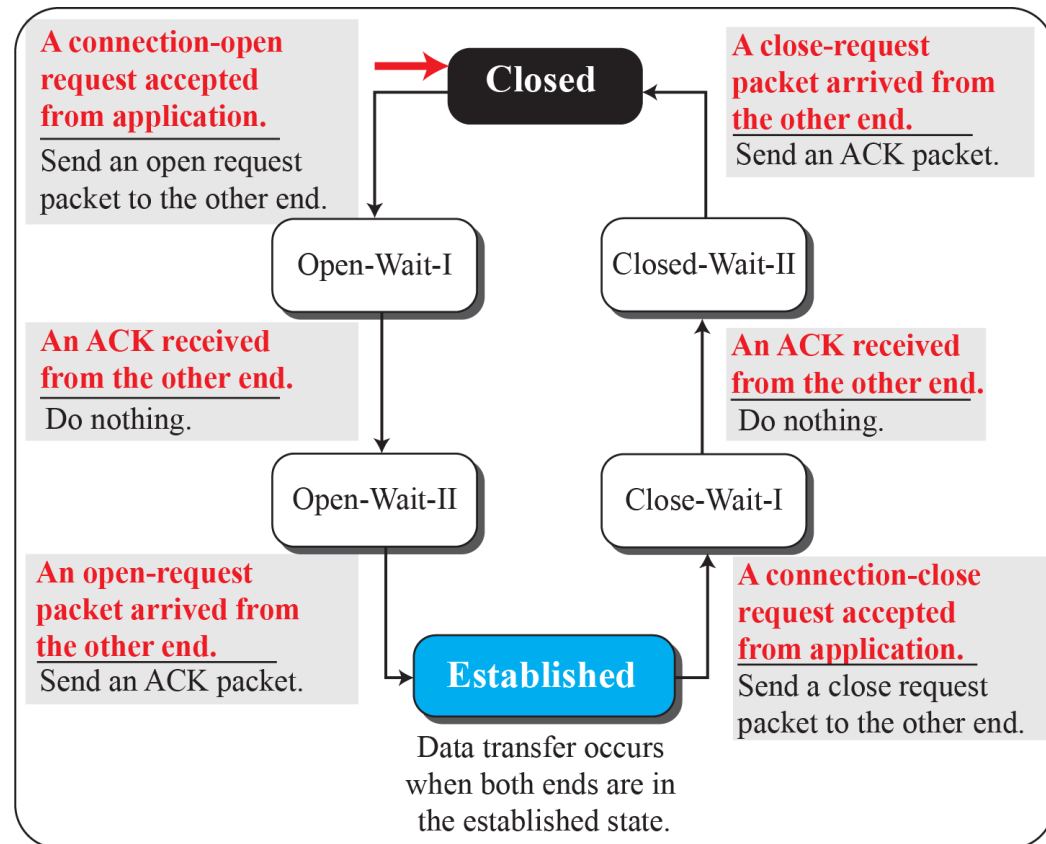 A connection-open
request accepted
from application.
Send an open request
packet to the other end.
Closed
A close-request
packet arrived from
the other end.
Send an ACK packet.
Open-Wait-I
Closed-Wait-II
An ACK received
from the other end.
Do nothing.
An ACK received
from the other end.
Do nothing.
Open-Wait-II
Close-Wait-I
An open-request
packet arrived from
the other end.
Send an ACK packet.
Established
Data transfer occurs
when both ends are in
the established state.
A connection-close
request accepted
from application.
Send a close request
packet to the other end.